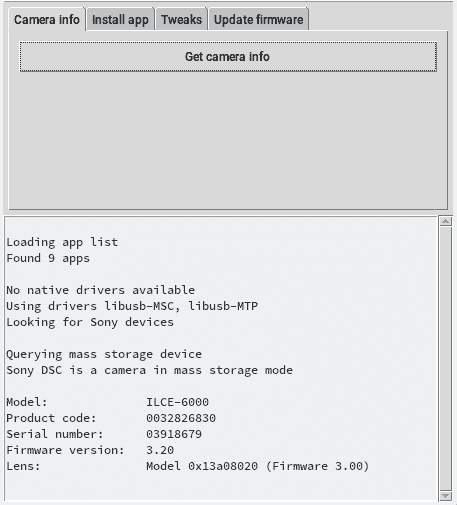 Camera info Install app Tweaks Update firmware
Get camera info
Loading app list
Found 9 apps
No native drivers available
Using drivers libusb-MSC, libusb-MTP
Looking for Sony devices
Querying mass storage device
Sony DSC is a camera in mass storage mode
Model: ILCE-6000
Product code: 0032826830
Serial number: 03918679
Firmware version: 3.20
Lens: Model 0x13a08020 (Firmware 3.00)